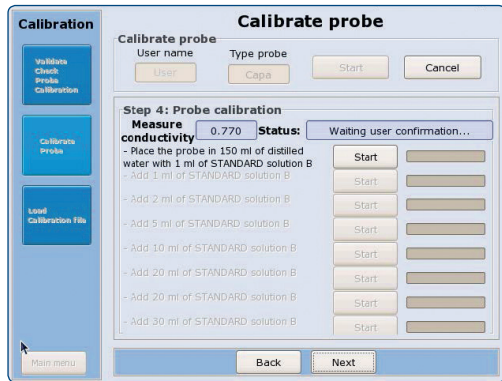 Calibration
Validate
Check
Probe
Calibration
Calibrate
Probe
Load
Calibration file
Main menu
Calibrate probe
Calibrate probe
User name
Type probe
User
Capa
Start
Cancel
Step 4: Probe calibration
Measure
conductivity
0.770
Status:
Waiting user confirmation...
- Place the probe in 150 ml of distilled
water with 1 ml of STANDARD solution B
Start
- Add 1 ml of STANDARD solution B
Start
- Add 2 ml of STANDARD solution B
Start
- Add 5 ml of STANDARD solution B
Start
- Add 10 ml of STANDARD solution B
Start
- Add 20 ml of STANDARD solution B
Start
- Add 20 ml of STANDARD solution B
Start
- Add 30 ml of STANDARD solution B
Start
Back
Next